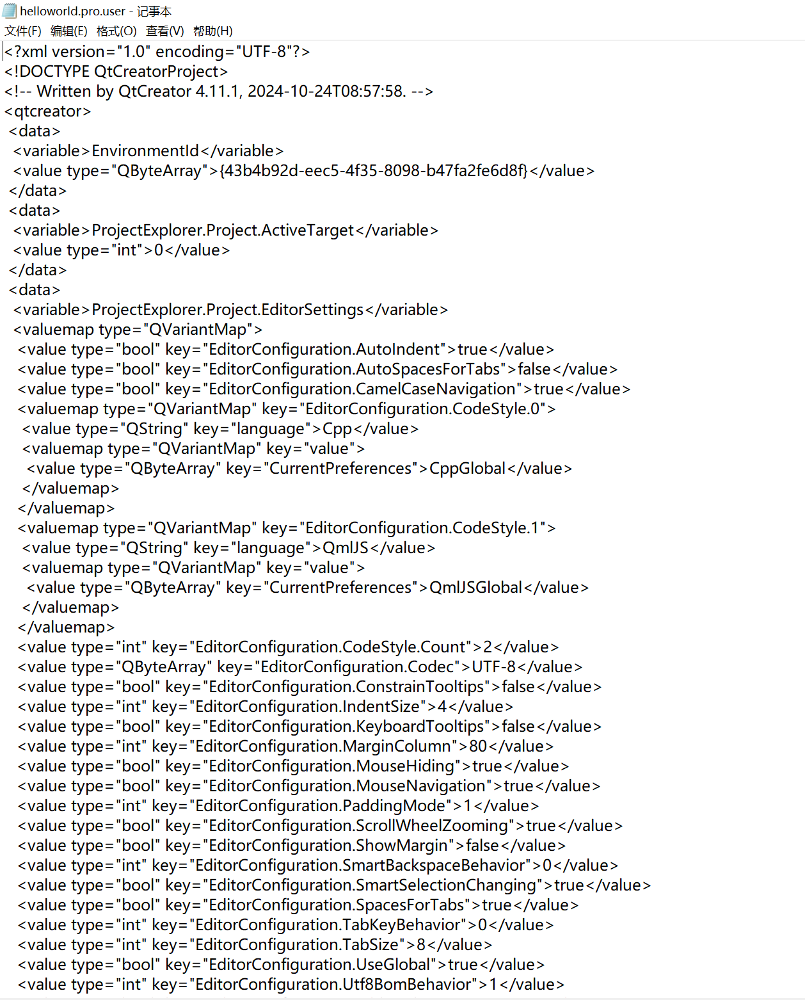 helloworld.pro.user - 记事本
文件(F) 编辑(E) 格式(O) 查看(V) 帮助(H)
<?xml version="1.0" encoding="UTF-8"?>
<!DOCTYPE QtCreatorProject>
<!-- Written by QtCreator 4.11.1, 2024-10-24T08:57:58. -->
<qtcreator>
 <data>
  <variable>EnvironmentId</variable>
  <value type="QByteArray">{43b4b92d-eec5-4f35-8098-b47fa2fe6d8f}</value>
 </data>
 <data>
  <variable>ProjectExplorer.Project.ActiveTarget</variable>
  <value type="int">0</value>
 </data>
 <data>
  <variable>ProjectExplorer.Project.EditorSettings</variable>
  <valuemap type="QVariantMap">
   <value type="bool" key="EditorConfiguration.AutoIndent">true</value>
   <value type="bool" key="EditorConfiguration.AutoSpacesForTabs">false</value>
   <value type="bool" key="EditorConfiguration.CamelCaseNavigation">true</value>
   <valuemap type="QVariantMap" key="EditorConfiguration.CodeStyle.0">
    <value type="QString" key="language">Cpp</value>
    <valuemap type="QVariantMap" key="value">
     <value type="QByteArray" key="CurrentPreferences">CppGlobal</value>
    </valuemap>
   </valuemap>
   <valuemap type="QVariantMap" key="EditorConfiguration.CodeStyle.1">
    <value type="QString" key="language">QmlJS</value>
    <valuemap type="QVariantMap" key="value">
     <value type="QByteArray" key="CurrentPreferences">QmlJSGlobal</value>
    </valuemap>
   </valuemap>
   <value type="int" key="EditorConfiguration.CodeStyle.Count">2</value>
   <value type="QByteArray" key="EditorConfiguration.Codec">UTF-8</value>
   <value type="bool" key="EditorConfiguration.ConstrainTooltips">false</value>
   <value type="int" key="EditorConfiguration.IndentSize">4</value>
   <value type="bool" key="EditorConfiguration.KeyboardTooltips">false</value>
   <value type="int" key="EditorConfiguration.MarginColumn">80</value>
   <value type="bool" key="EditorConfiguration.MouseHiding">true</value>
   <value type="bool" key="EditorConfiguration.MouseNavigation">true</value>
   <value type="int" key="EditorConfiguration.PaddingMode">1</value>
   <value type="bool" key="EditorConfiguration.ScrollWheelZooming">true</value>
   <value type="bool" key="EditorConfiguration.ShowMargin">false</value>
   <value type="int" key="EditorConfiguration.SmartBackspaceBehavior">0</value>
   <value type="bool" key="EditorConfiguration.SmartSelectionChanging">true</value>
   <value type="bool" key="EditorConfiguration.SpacesForTabs">true</value>
   <value type="int" key="EditorConfiguration.TabKeyBehavior">0</value>
   <value type="int" key="EditorConfiguration.TabSize">8</value>
   <value type="bool" key="EditorConfiguration.UseGlobal">true</value>
   <value type="int" key="EditorConfiguration.Utf8BomBehavior">1</value>